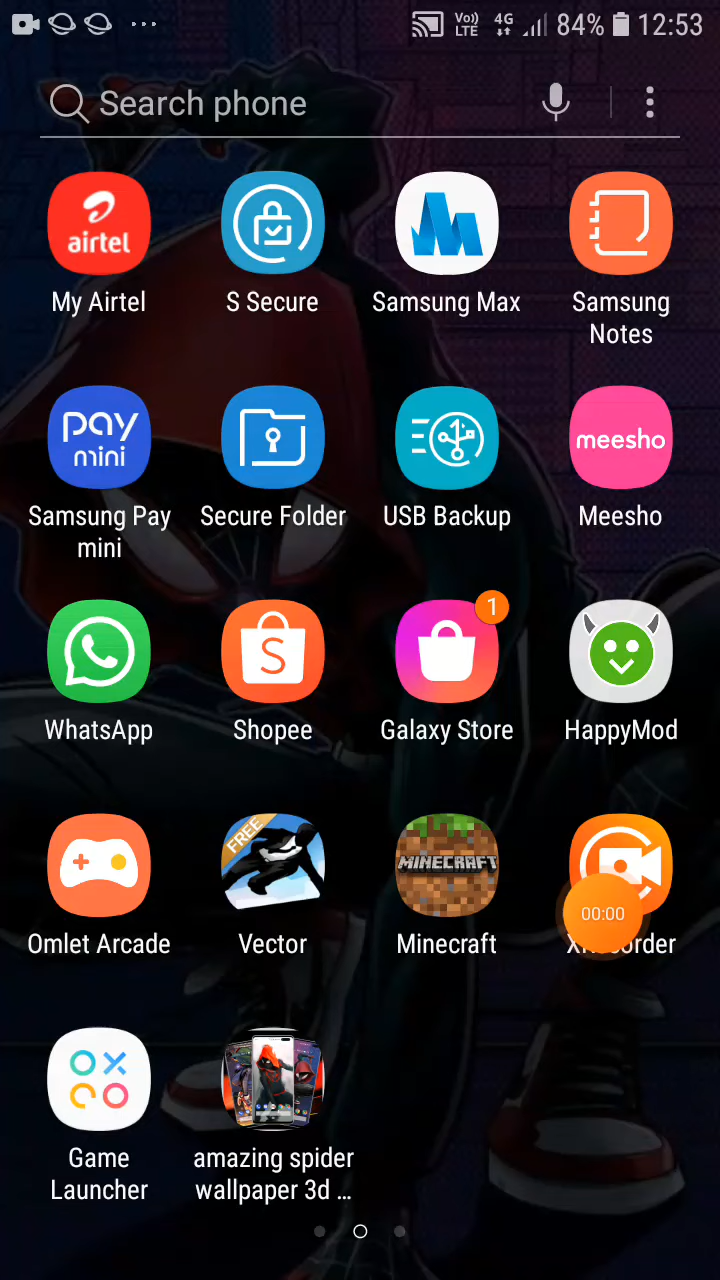 Vo)) LTE 4G 84% 12:53
Search phone
airtel
My Airtel S Secure Samsung Max Samsung Notes
pay mini
meesho
Samsung Pay mini Secure Folder USB Backup Meesho
S
1
WhatsApp Shopee Galaxy Store HappyMod
FREE
MINECRAFT
00:00
Omlet Arcade Vector Minecraft
Game Launcher amazing spider wallpaper 3d ...